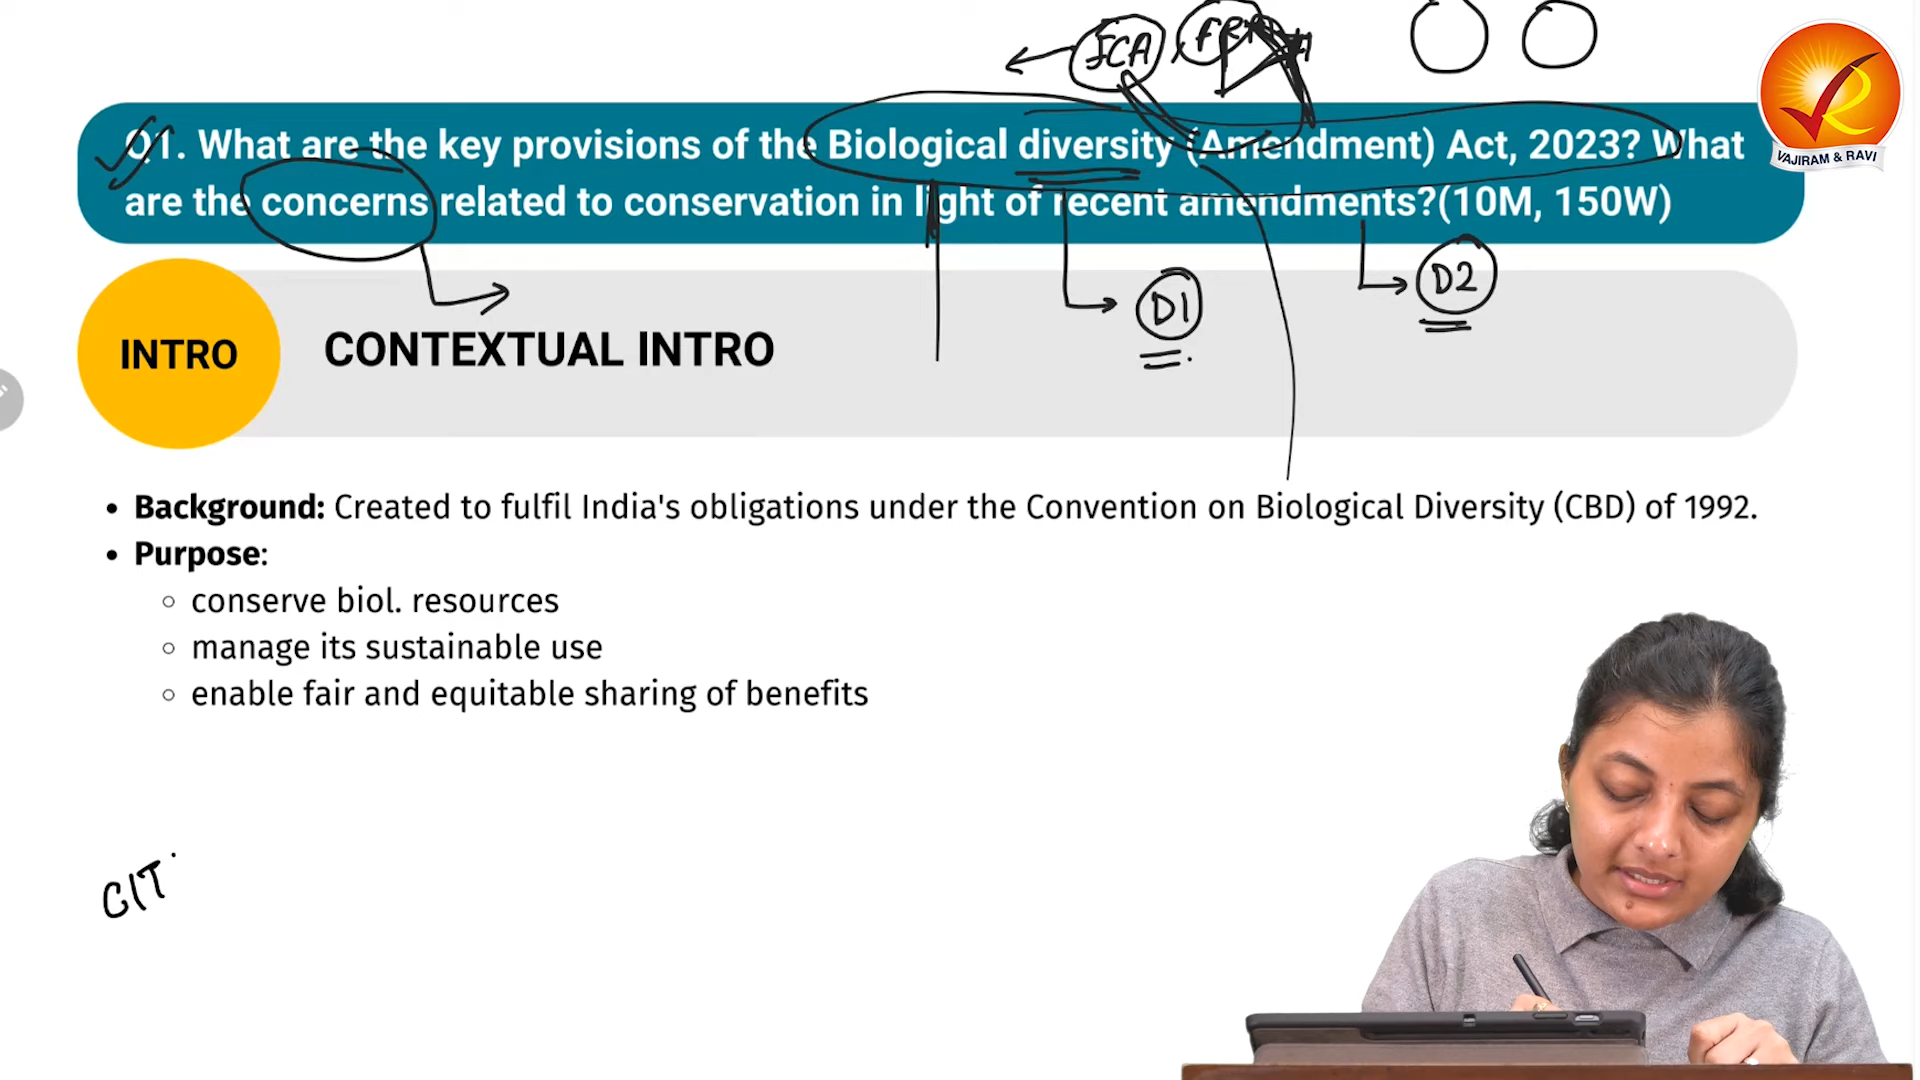 FCA, FRA
VAJIRAM & RAVI
Q1. What are the key provisions of the Biological diversity (Amendment) Act, 2023? What
are the concerns related to conservation in light of recent amendments?(10M, 150W)
D1
D2
INTRO
CONTEXTUAL INTRO
• Background: Created to fulfil India's obligations under the Convention on Biological Diversity (CBD) of 1992.
• Purpose:
◦ conserve biol. resources
◦ manage its sustainable use
◦ enable fair and equitable sharing of benefits
CIT